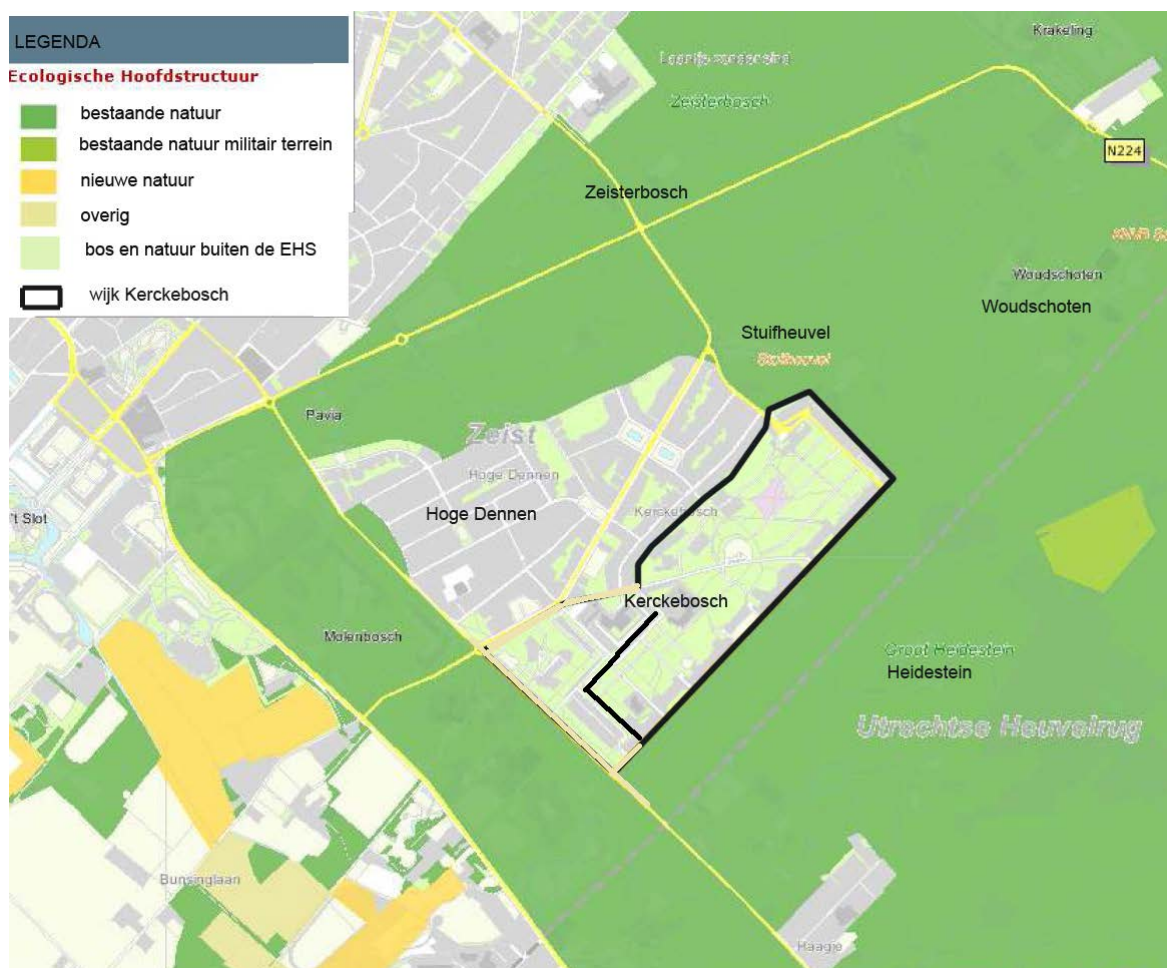 LEGENDA
Ecologische Hoofdstructuur
bestaande natuur
bestaande natuur militair terrein
nieuwe natuur
overig
bos en natuur buiten de EHS
wijk Kerckebosch
Krakeling
Zeisterbosch
N224
Zeisterbosch
Woudschoten
Woudschoten
Stuifheuvel
Stuifheuvel
Pavia
Zeist
Hoge Dennen
Hoge Dennen
Kerckebosch
't Slot
Kerckebosch
Molenbosch
Groot Heidestein
Heidestein
Utrechtse Heuvelrug
Bunsinglaan
Haagje